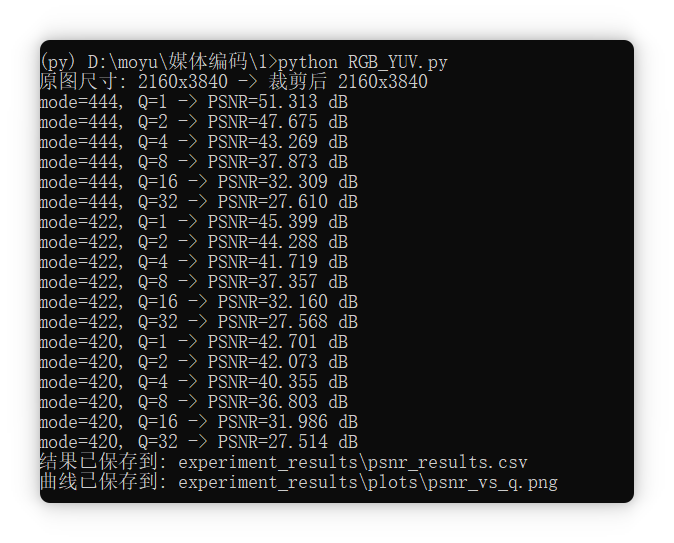 (py) D:\moyu\媒体编码\1>python RGB_YUV.py
原图尺寸: 2160x3840 -> 裁剪后 2160x3840
mode=444, Q=1 -> PSNR=51.313 dB
mode=444, Q=2 -> PSNR=47.675 dB
mode=444, Q=4 -> PSNR=43.269 dB
mode=444, Q=8 -> PSNR=37.873 dB
mode=444, Q=16 -> PSNR=32.309 dB
mode=444, Q=32 -> PSNR=27.610 dB
mode=422, Q=1 -> PSNR=45.399 dB
mode=422, Q=2 -> PSNR=44.288 dB
mode=422, Q=4 -> PSNR=41.719 dB
mode=422, Q=8 -> PSNR=37.357 dB
mode=422, Q=16 -> PSNR=32.160 dB
mode=422, Q=32 -> PSNR=27.568 dB
mode=420, Q=1 -> PSNR=42.701 dB
mode=420, Q=2 -> PSNR=42.073 dB
mode=420, Q=4 -> PSNR=40.355 dB
mode=420, Q=8 -> PSNR=36.803 dB
mode=420, Q=16 -> PSNR=31.986 dB
mode=420, Q=32 -> PSNR=27.514 dB
结果已保存到: experiment_results\psnr_results.csv
曲线已保存到: experiment_results\plots\psnr_vs_q.png